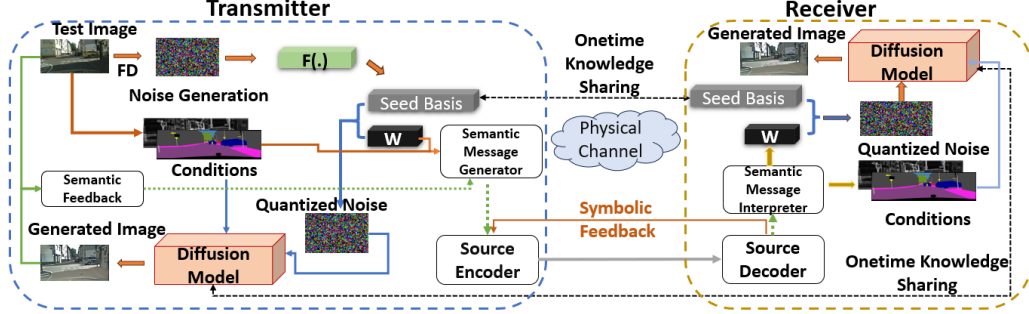 Transmitter
Receiver
Test Image
FD
F(.)
Noise Generation
Seed Basis
W
Conditions
Semantic
Message
Generator
Semantic
Feedback
Quantized Noise
Generated Image
Diffusion
Model
Source
Encoder
Onetime
Knowledge
Sharing
Physical
Channel
Symbolic
Feedback
Generated Image
Diffusion
Model
Seed Basis
W
Quantized Noise
Semantic
Message
Interpreter
Conditions
Source
Decoder
Onetime Knowledge
Sharing